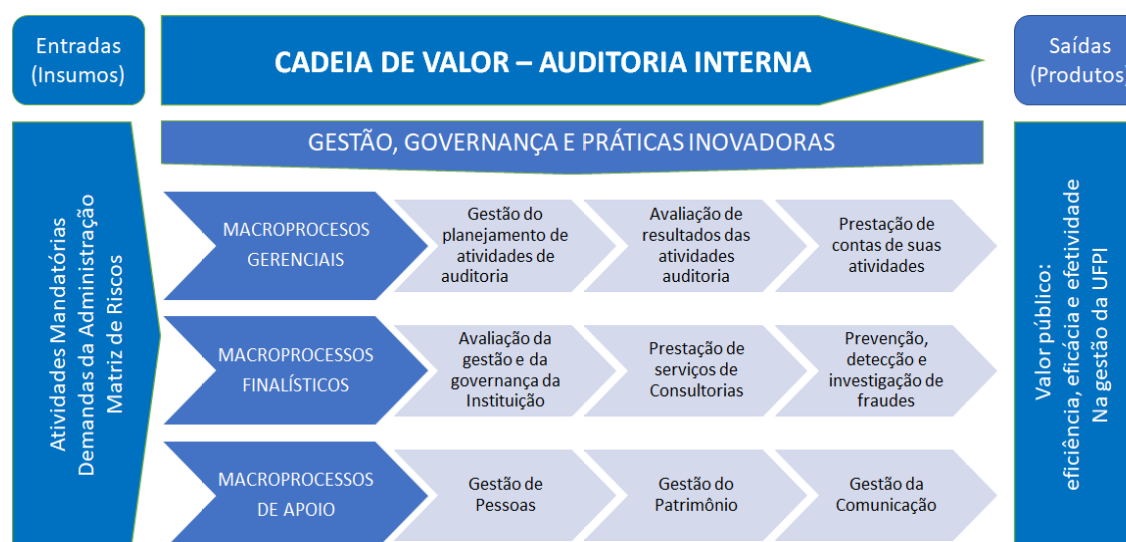 Entradas
(Insumos)
CADEIA DE VALOR – AUDITORIA INTERNA
Saídas
(Produtos)
GESTÃO, GOVERNANÇA E PRÁTICAS INOVADORAS
Atividades Mandatórias
Demandas da Administração
Matriz de Riscos
MACROPROCESOS
GERENCIAIS
Gestão do
planejamento de
atividades de
auditoria
Avaliação de
resultados das
atividades
auditoria
Prestação de
contas de suas
atividades
MACROPROCESSOS
FINALÍSTICOS
Avaliação da
gestão e da
governança da
Instituição
Prestação de
serviços de
Consultorias
Prevenção,
detecção e
investigação de
fraudes
MACROPROCESSOS
DE APOIO
Gestão de
Pessoas
Gestão do
Patrimônio
Gestão da
Comunicação
Valor público:
eficiência, eficácia e efetividade
Na gestão da UFPI